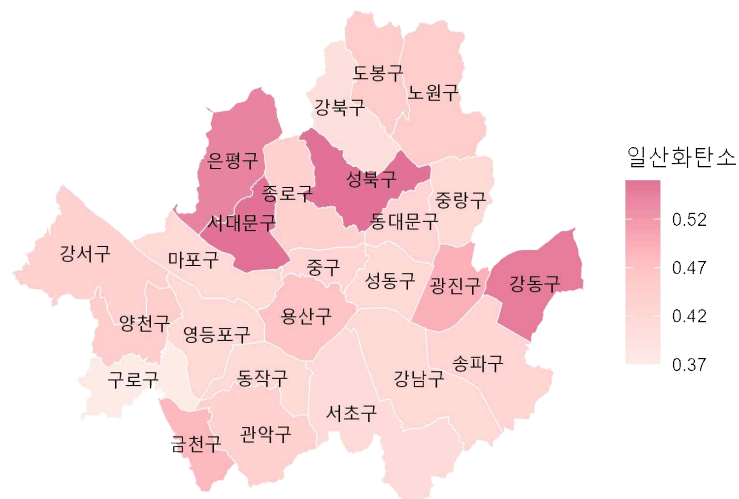 도봉구
노원구
강북구
은평구
성북구
종로구
중랑구
서대문구
동대문구
강서구
마포구
중구
성동구
광진구
강동구
양천구
영등포구
용산구
구로구
동작구
강남구
송파구
서초구
금천구
관악구
일산화탄소
0.52
0.47
0.42
0.37